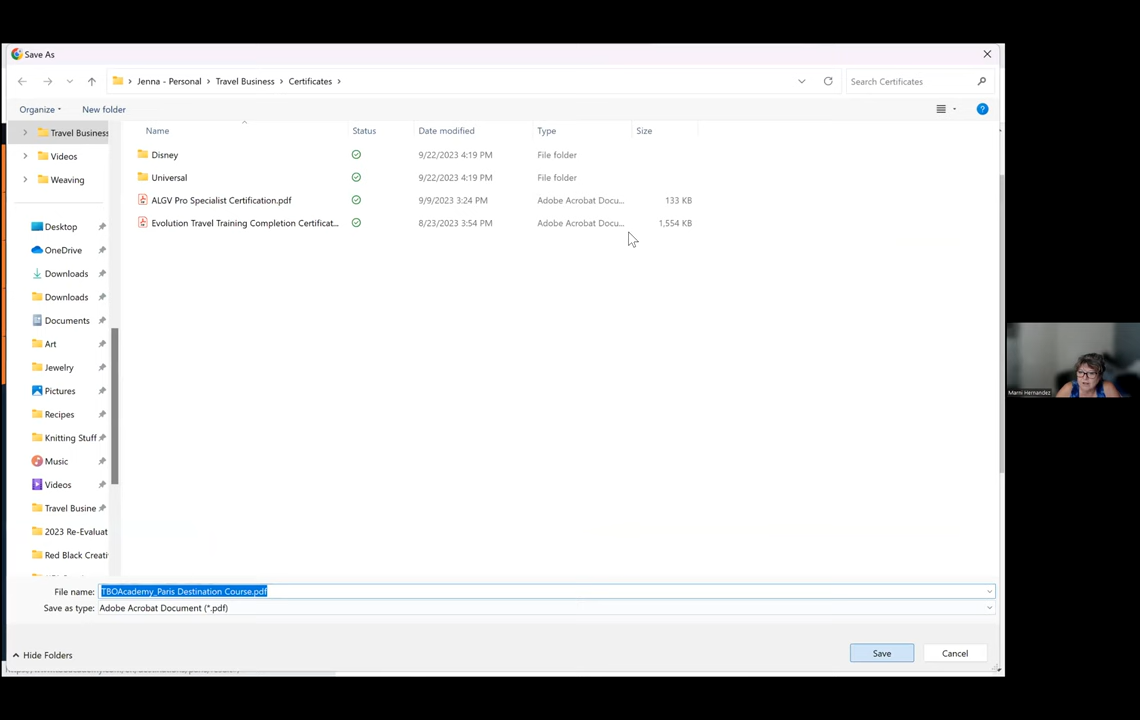 Save As
Jenna - Personal > Travel Business > Certificates >
Search Certificates
Organize
New folder
Name
Status
Date modified
Type
Size
Travel Business
Videos
Weaving
Desktop
OneDrive
Downloads
Downloads
Documents
Art
Jewelry
Pictures
Recipes
Knitting Stuff
Music
Videos
Travel Busine
2023 Re-Evaluat
Red Black Creati
Disney
9/22/2023 4:19 PM
File folder
Universal
9/22/2023 4:19 PM
File folder
ALGV Pro Specialist Certification.pdf
9/9/2023 3:24 PM
Adobe Acrobat Docu...
133 KB
Evolution Travel Training Completion Certificat...
8/23/2023 3:54 PM
Adobe Acrobat Docu...
1,554 KB
Marni Hernandez
File name: TBOAcademy_Paris Destination Course.pdf
Save as type: Adobe Acrobat Document (*.pdf)
Hide Folders
Save
Cancel